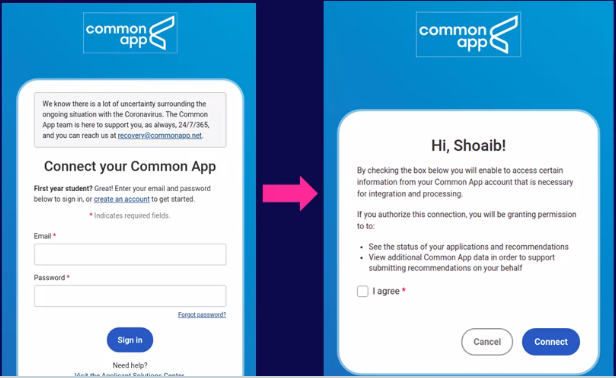 common
app
We know there is a lot of uncertainty surrounding the
ongoing situation with the Coronavirus. The Common
App team is here to support you, as always, 24/7/365,
and you can reach us at recovery@commonapp.net.
Connect your Common App
First year student? Great! Enter your email and password
below to sign in, or create an account to get started.
* Indicates required fields.
Email *
Password *
Forgot password?
Sign in
Need help?
Visit the Applicant Solutions Center
common
app
Hi, Shoaib!
By checking the box below you will enable to access certain
information from your Common App account that is necessary
for integration and processing.
If you authorize this connection, you will be granting permission
to to:
• See the status of your applications and recommendations
• View additional Common App data in order to support
submitting recommendations on your behalf
I agree *
Cancel
Connect